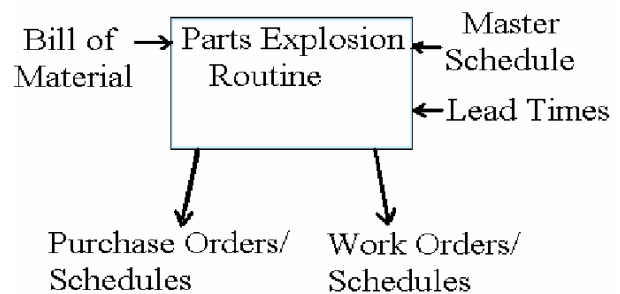 Bill of
Material
Parts Explosion
Routine
Master
Schedule
Lead Times
Purchase Orders/
Schedules
Work Orders/
Schedules